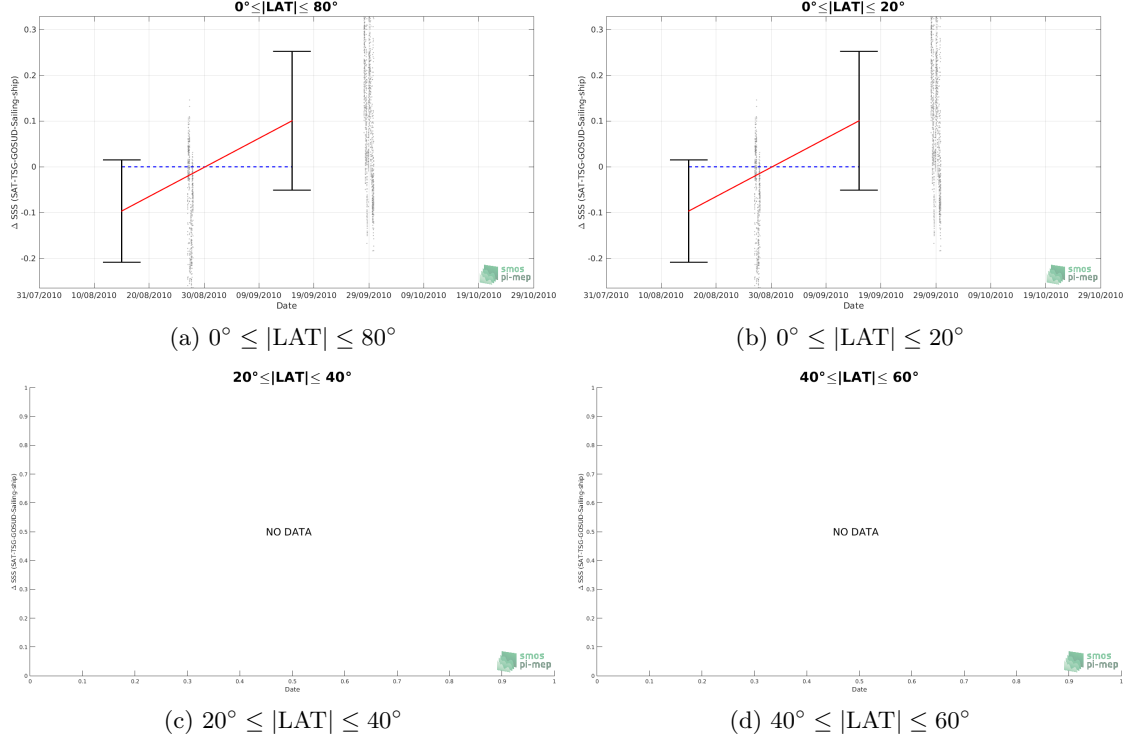 0°≤|LAT|≤ 80°
0.3
0.2
0.1
0
-0.1
-0.2
Δ SSS (SAT-TSG-GOSUD-Sailing-ship)
31/07/2010 10/08/2010 20/08/2010 30/08/2010 9/09/2010 19/09/2010 29/09/2010 9/10/2010 19/10/2010 29/10/2010
Date
smos
pi-mep
(a) 0° ≤ |LAT| ≤ 80°
0°≤|LAT|≤ 20°
0.3
0.2
0.1
0
-0.1
-0.2
Δ SSS (SAT-TSG-GOSUD-Sailing-ship)
31/07/2010 10/08/2010 20/08/2010 30/08/2010 9/09/2010 19/09/2010 29/09/2010 9/10/2010 19/10/2010 29/10/2010
Date
smos
pi-mep
(b) 0° ≤ |LAT| ≤ 20°
20°≤|LAT|≤ 40°
1
0.9
0.8
0.7
0.6
0.5
0.4
0.3
0.2
0.1
0
Δ SSS (SAT-TSG-GOSUD-Sailing-ship)
NO DATA
0 0.1 0.2 0.3 0.4 0.5 0.6 0.7 0.8 0.9 1
Date
smos
pi-mep
(c) 20° ≤ |LAT| ≤ 40°
40°≤|LAT|≤ 60°
1
0.9
0.8
0.7
0.6
0.5
0.4
0.3
0.2
0.1
0
Δ SSS (SAT-TSG-GOSUD-Sailing-ship)
NO DATA
0 0.1 0.2 0.3 0.4 0.5 0.6 0.7 0.8 0.9 1
Date
smos
pi-mep
(d) 40° ≤ |LAT| ≤ 60°